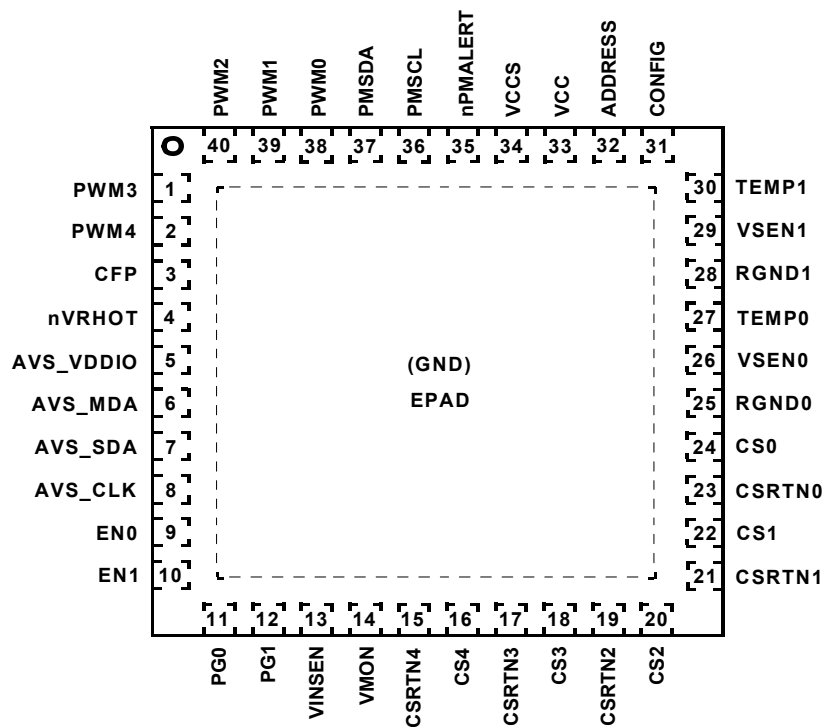 PWM2
PWM1
PWM0
PMSDA
PMSCL
nPMALERT
VCCS
VCC
ADDRESS
CONFIG
40 39 38 37 36 35 34 33 32 31
PWM3 1
PWM4 2
CFP 3
nVRHOT 4
AVS_VDDIO 5
AVS_MDA 6
AVS_SDA 7
AVS_CLK 8
EN0 9
EN1 10
(GND)
EPAD
30 TEMP1
29 VSEN1
28 RGND1
27 TEMP0
26 VSEN0
25 RGND0
24 CS0
23 CSRTN0
22 CS1
21 CSRTN1
11 12 13 14 15 16 17 18 19 20
PG0
PG1
VINSEN
VMON
CSRTN4
CS4
CSRTN3
CS3
CSRTN2
CS2